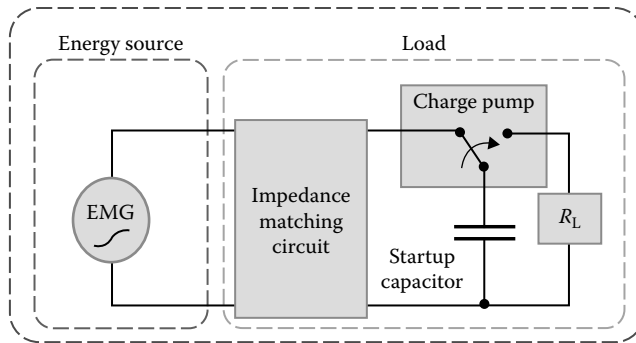 Energy source
Load
Charge pump
EMG
Impedance
matching
circuit
R_L
Startup
capacitor